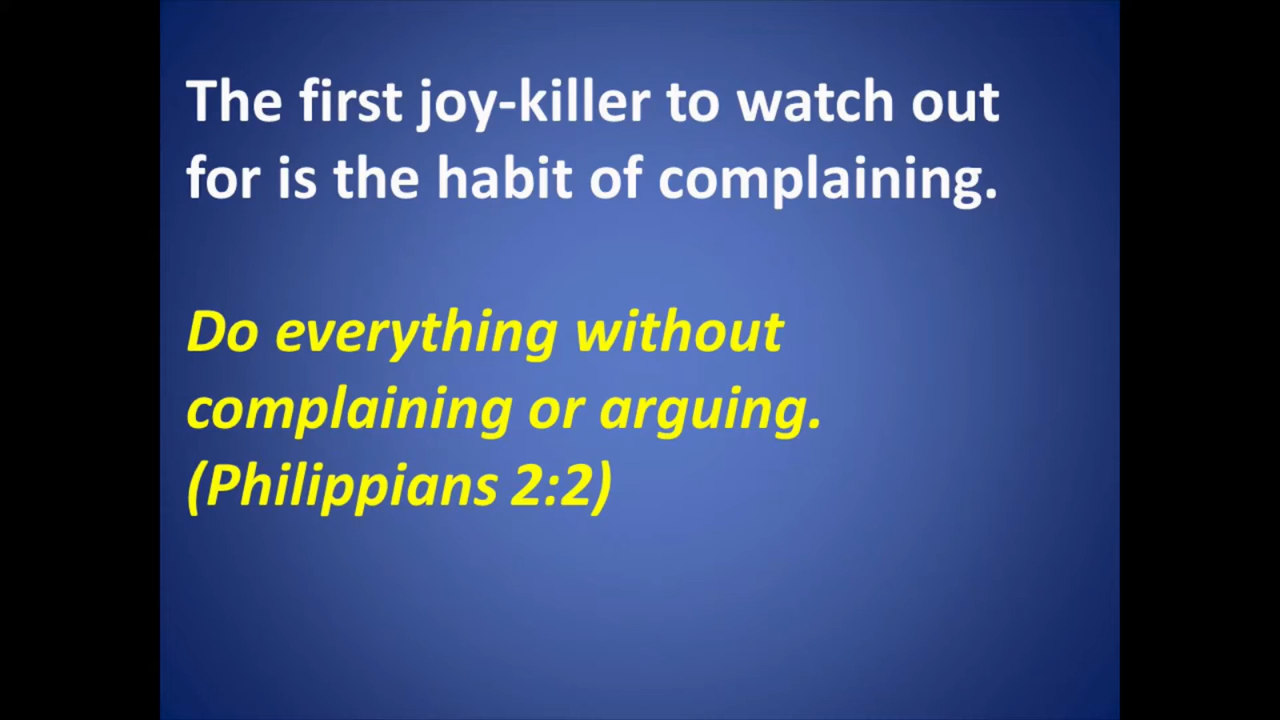 The first joy-killer to watch out
for is the habit of complaining.
Do everything without
complaining or arguing.
(Philippians 2:2)